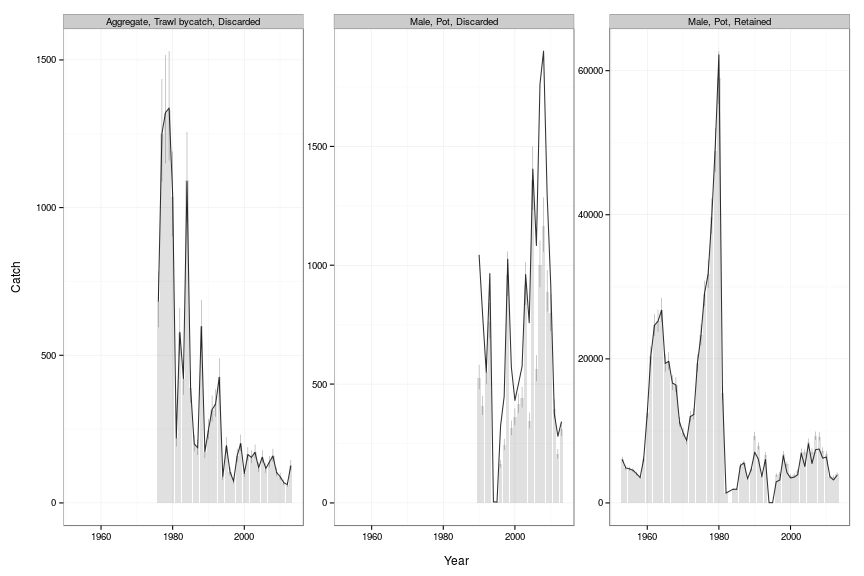 Aggregate, Trawl bycatch, Discarded
Male, Pot, Discarded
Male, Pot, Retained
1500
1000
500
0
1500
1000
500
0
60000
40000
20000
0
Catch
1960 1980 2000
1960 1980 2000
1960 1980 2000
Year